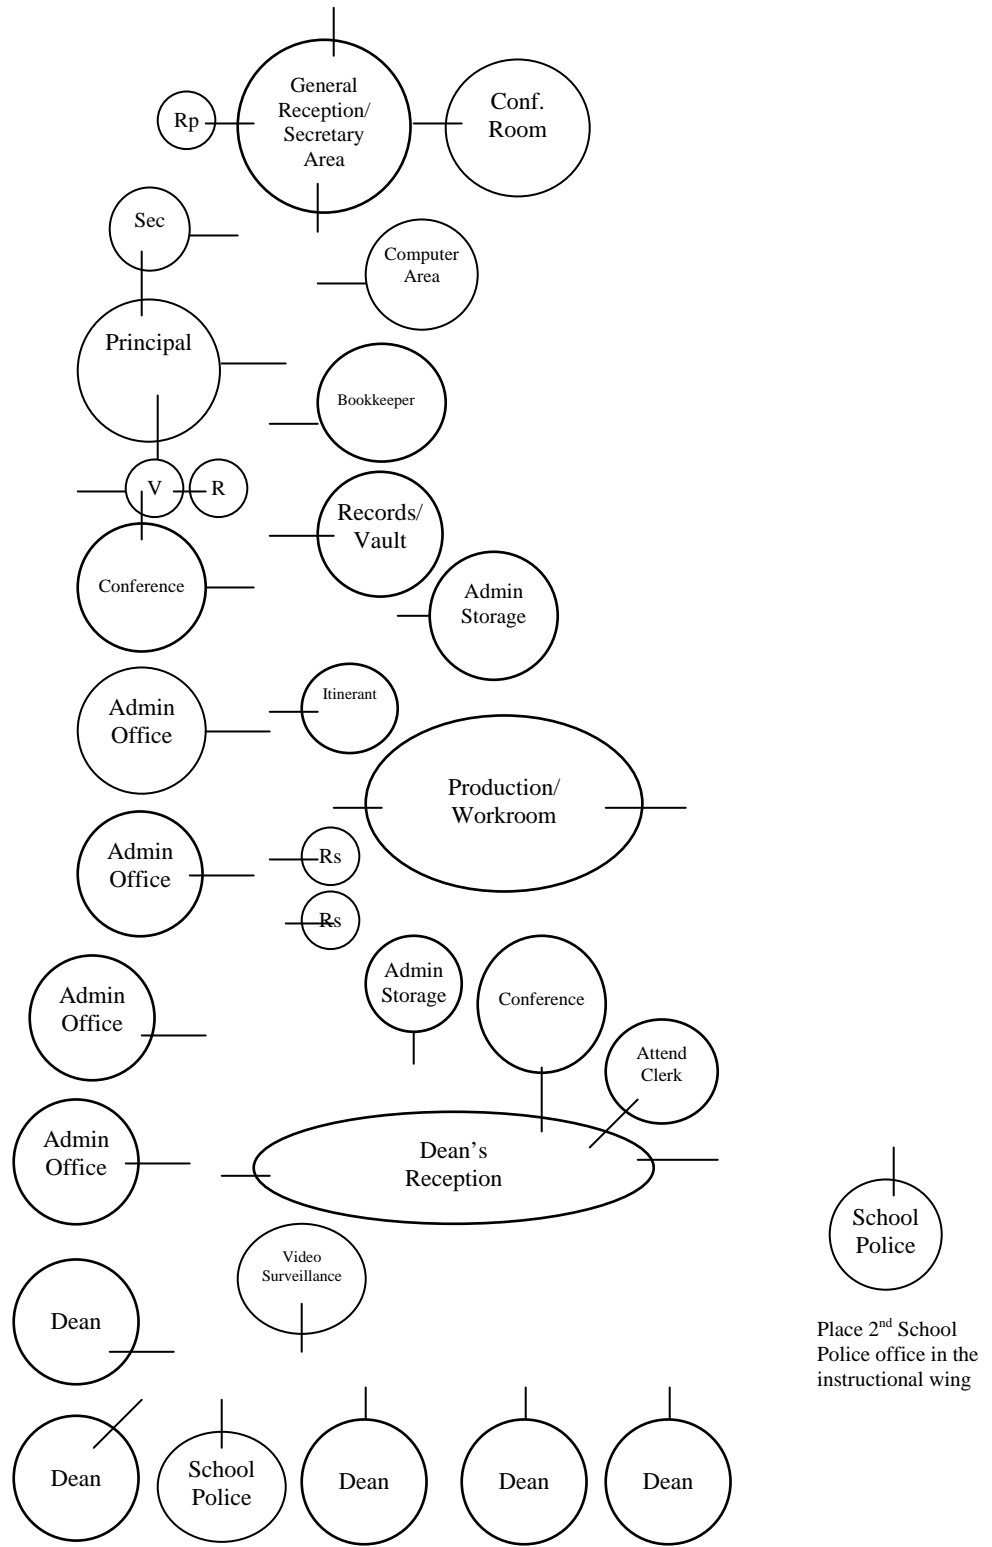 General
Reception/
Secretary
Area
Rp
Conf.
Room
Sec
Computer
Area
Principal
Bookkeeper
V
R
Records/
Vault
Conference
Admin
Storage
Admin
Office
Itinerant
Production/
Workroom
Admin
Office
Rs
Rs
Admin
Office
Admin
Storage
Conference
Attend
Clerk
Admin
Office
Dean’s
Reception
School
Police
Video
Surveillance
Dean
Place 2nd School
Police office in the
instructional wing
Dean
School
Police
Dean
Dean
Dean